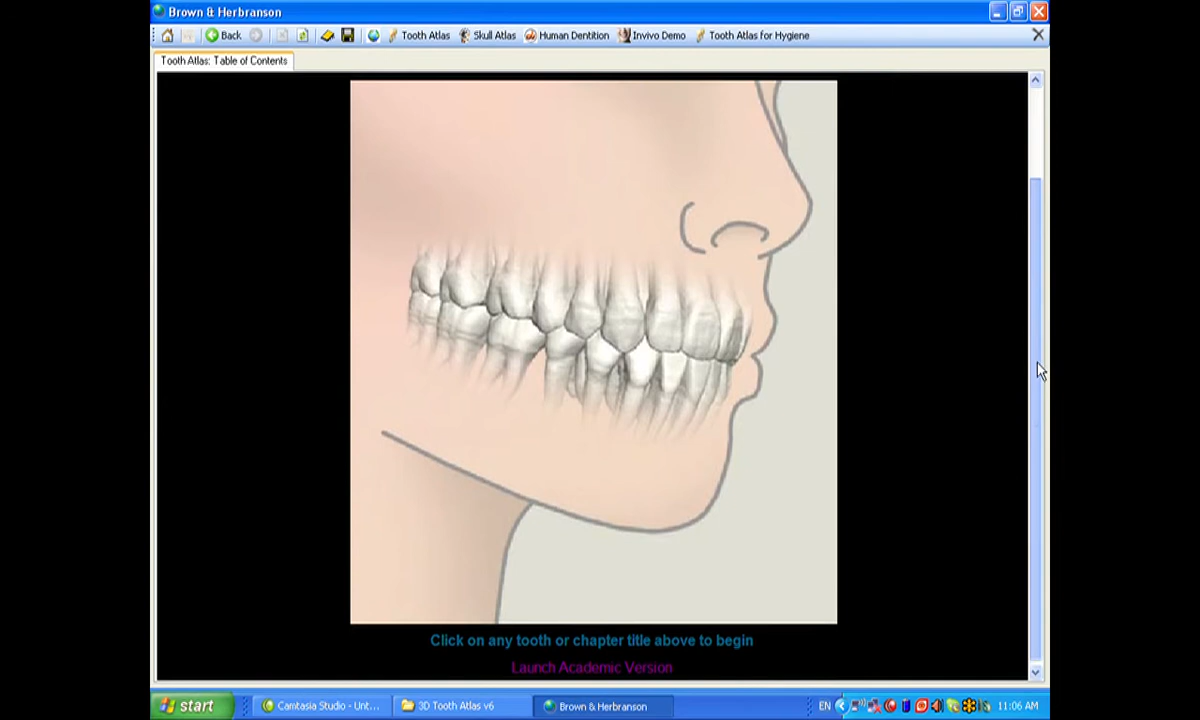 Brown & Herbranson
Back Tooth Atlas Skull Atlas Human Dentition Invivo Demo Tooth Atlas for Hygiene
Tooth Atlas: Table of Contents
Click on any tooth or chapter title above to begin
Launch Academic Version
start Camtasia Studio - Unt... 3D Tooth Atlas v6 Brown & Herbranson EN 11:06 AM